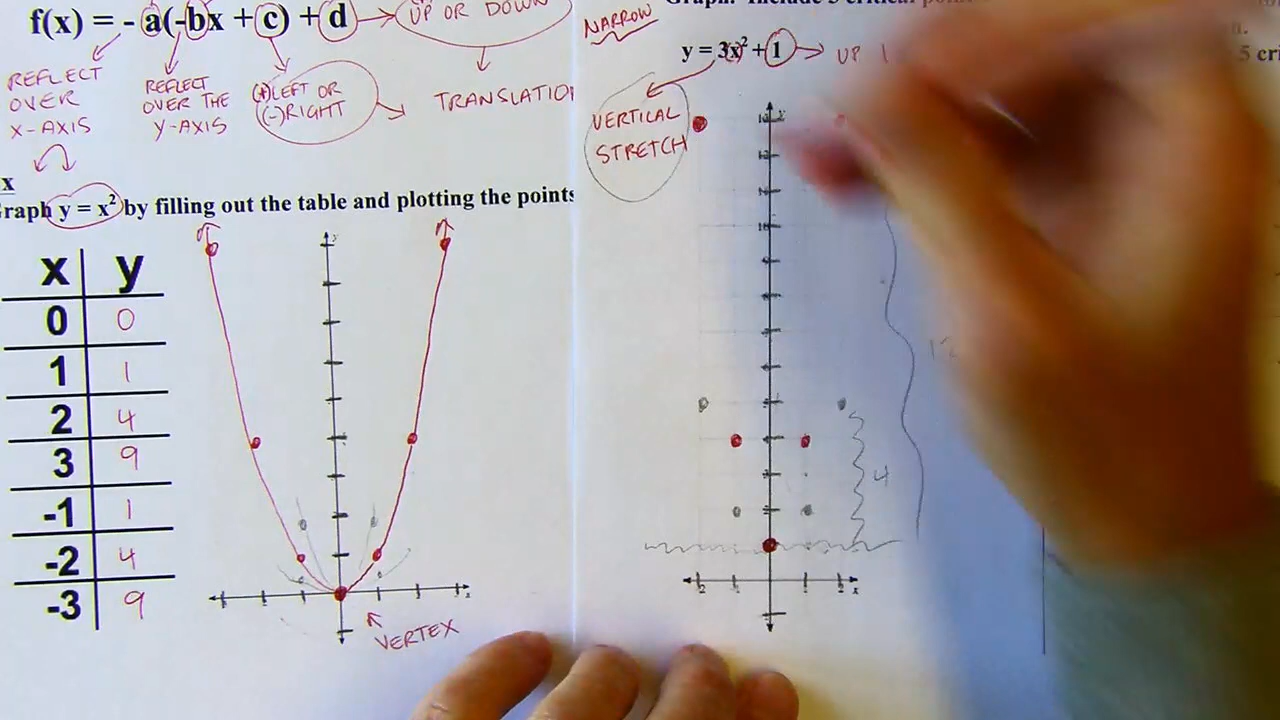 f(x) = - a(-bx + c) + d → UP OR DOWN
REFLECT
OVER
X-AXIS
REFLECT
OVER THE
Y-AXIS
(+)LEFT OR
(-)RIGHT
TRANSLATION
x
Graph y = x² by filling out the table and plotting the points
x y
0 0
1 1
2 4
3 9
-1 1
-2 4
-3 9
VERTEX
NARROW
y = 3x² + 1 → UP 1
VERTICAL
STRETCH
4
5 cri